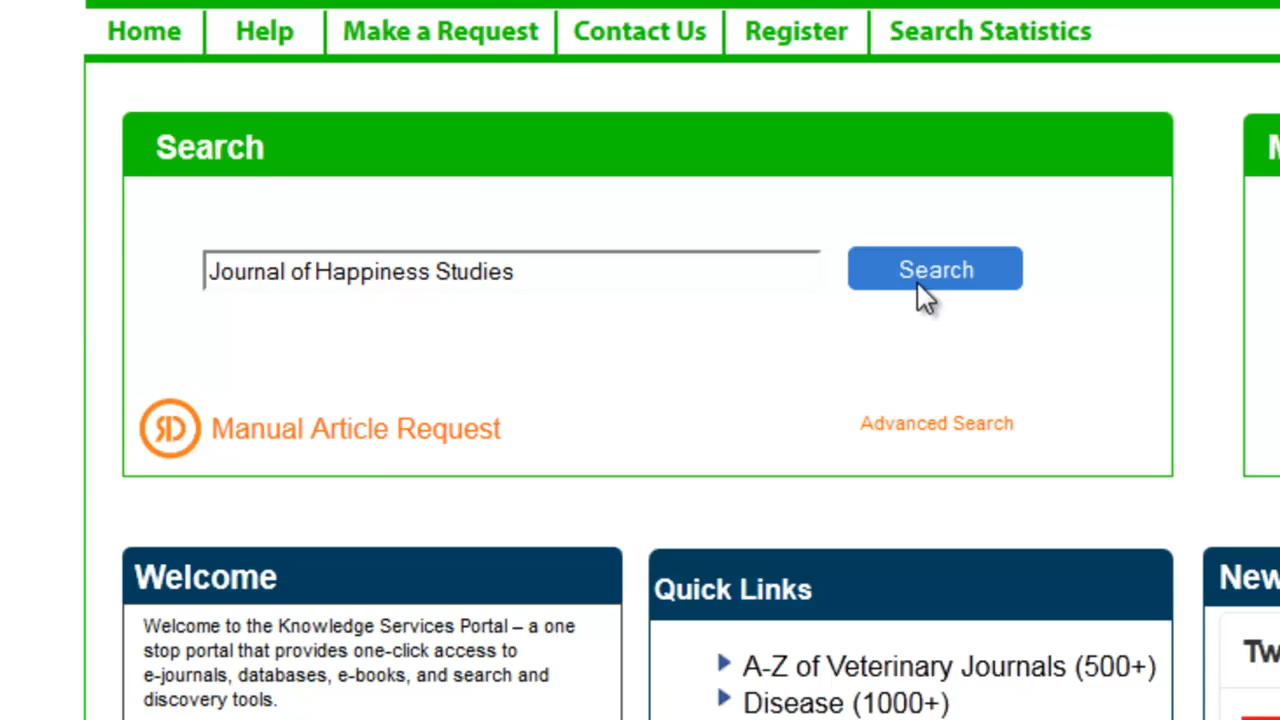 Home Help Make a Request Contact Us Register Search Statistics
Search
Journal of Happiness Studies Search
Manual Article Request Advanced Search
Welcome
Welcome to the Knowledge Services Portal – a one
stop portal that provides one-click access to
e-journals, databases, e-books, and search and
discovery tools.
Quick Links
A-Z of Veterinary Journals (500+)
Disease (1000+)
New
Tw